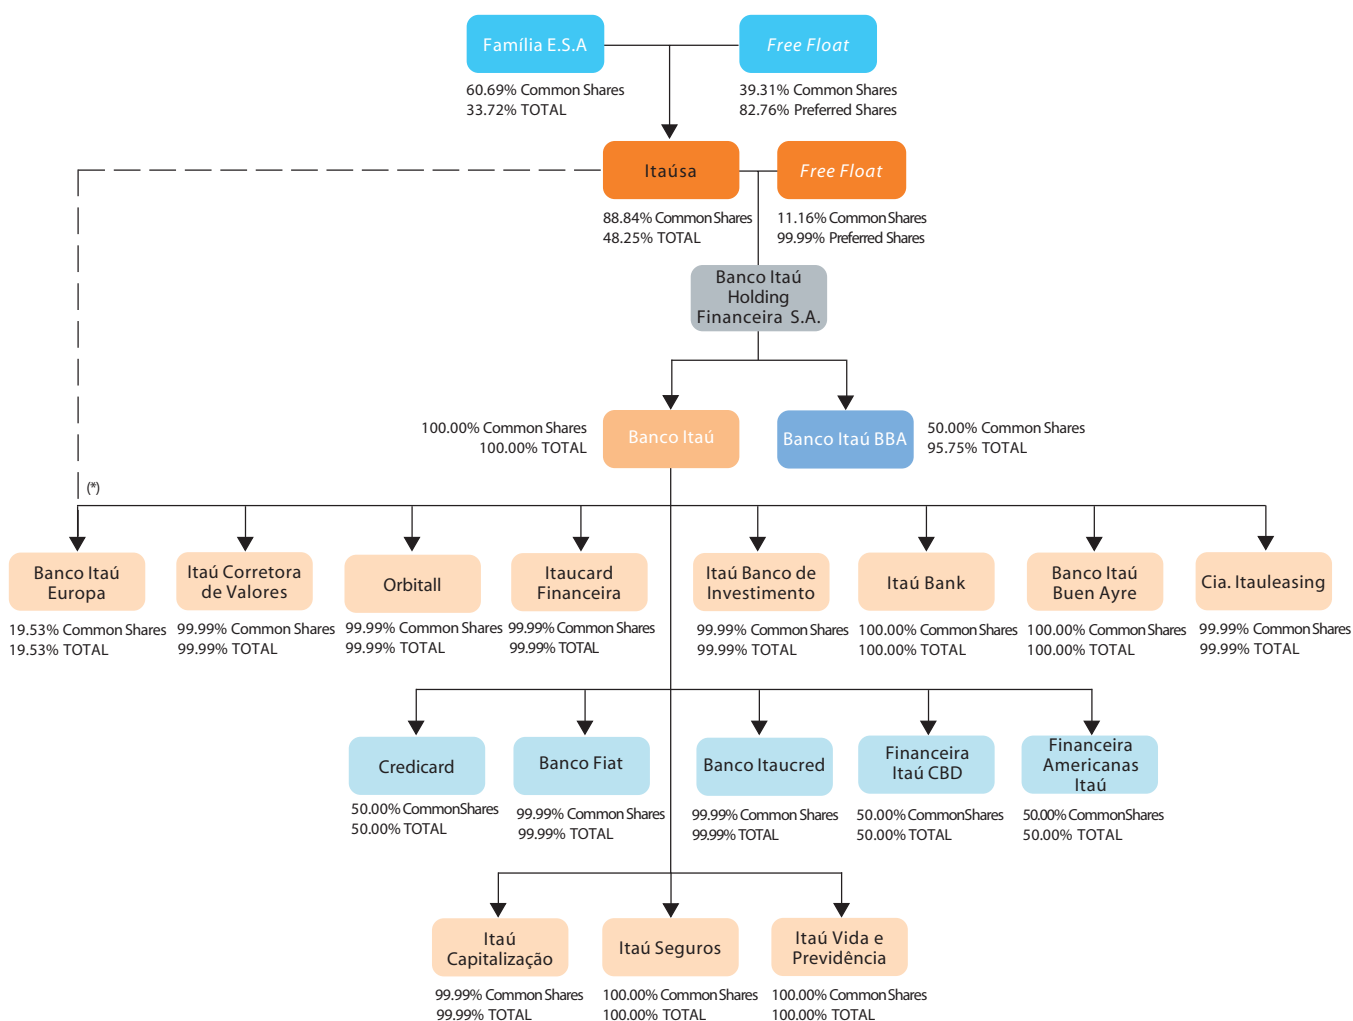 Família E.S.A
Free Float
60.69% Common Shares
33.72% TOTAL
39.31% Common Shares
82.76% Preferred Shares
Itaúsa
Free Float
88.84% Common Shares
48.25% TOTAL
11.16% Common Shares
99.99% Preferred Shares
Banco Itaú
Holding
Financeira S.A.
100.00% Common Shares
100.00% TOTAL
Banco Itaú
Banco Itaú BBA
50.00% Common Shares
95.75% TOTAL
(*)
Banco Itaú
Europa
19.53% Common Shares
19.53% TOTAL
Itaú Corretora
de Valores
99.99% Common Shares
99.99% TOTAL
Orbitall
99.99% Common Shares
99.99% TOTAL
Itaucard
Financeira
99.99% Common Shares
99.99% TOTAL
Itaú Banco de
Investimento
99.99% Common Shares
99.99% TOTAL
Itaú Bank
100.00% Common Shares
100.00% TOTAL
Banco Itaú
Buen Ayre
100.00% Common Shares
100.00% TOTAL
Cia. Itauleasing
99.99% Common Shares
99.99% TOTAL
Credicard
50.00% Common Shares
50.00% TOTAL
Banco Fiat
99.99% Common Shares
99.99% TOTAL
Banco Itaucred
99.99% Common Shares
99.99% TOTAL
Financeira
Itaú CBD
50.00% Common Shares
50.00% TOTAL
Financeira
Americanas
Itaú
50.00% Common Shares
50.00% TOTAL
Itaú
Capitalização
99.99% Common Shares
99.99% TOTAL
Itaú Seguros
100.00% Common Shares
100.00% TOTAL
Itaú Vida e
Previdência
100.00% Common Shares
100.00% TOTAL